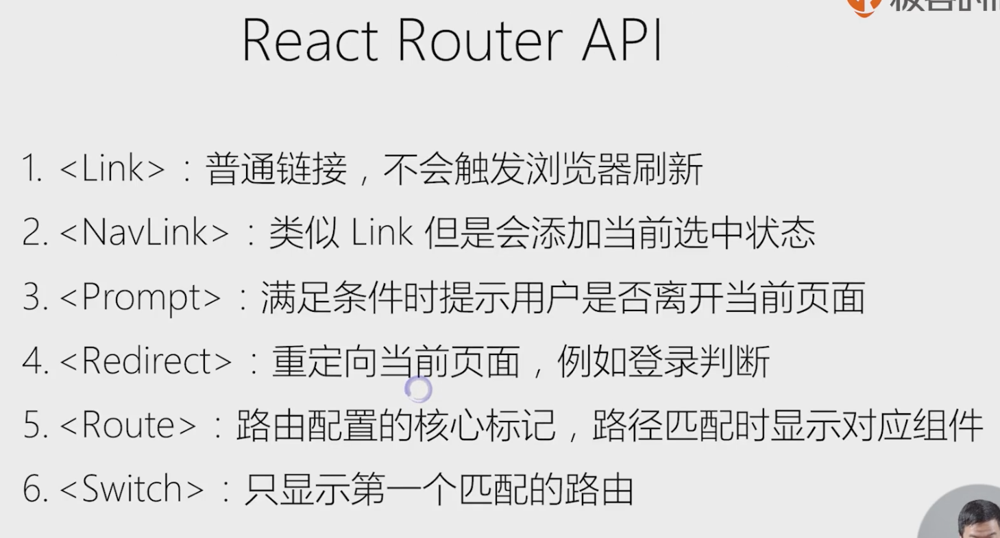 React Router API
1. <Link>：普通链接，不会触发浏览器刷新
2. <NavLink>：类似 Link 但是会添加当前选中状态
3. <Prompt>：满足条件时提示用户是否离开当前页面
4. <Redirect>：重定向当前页面，例如登录判断
5. <Route>：路由配置的核心标记，路径匹配时显示对应组件
6. <Switch>：只显示第一个匹配的路由